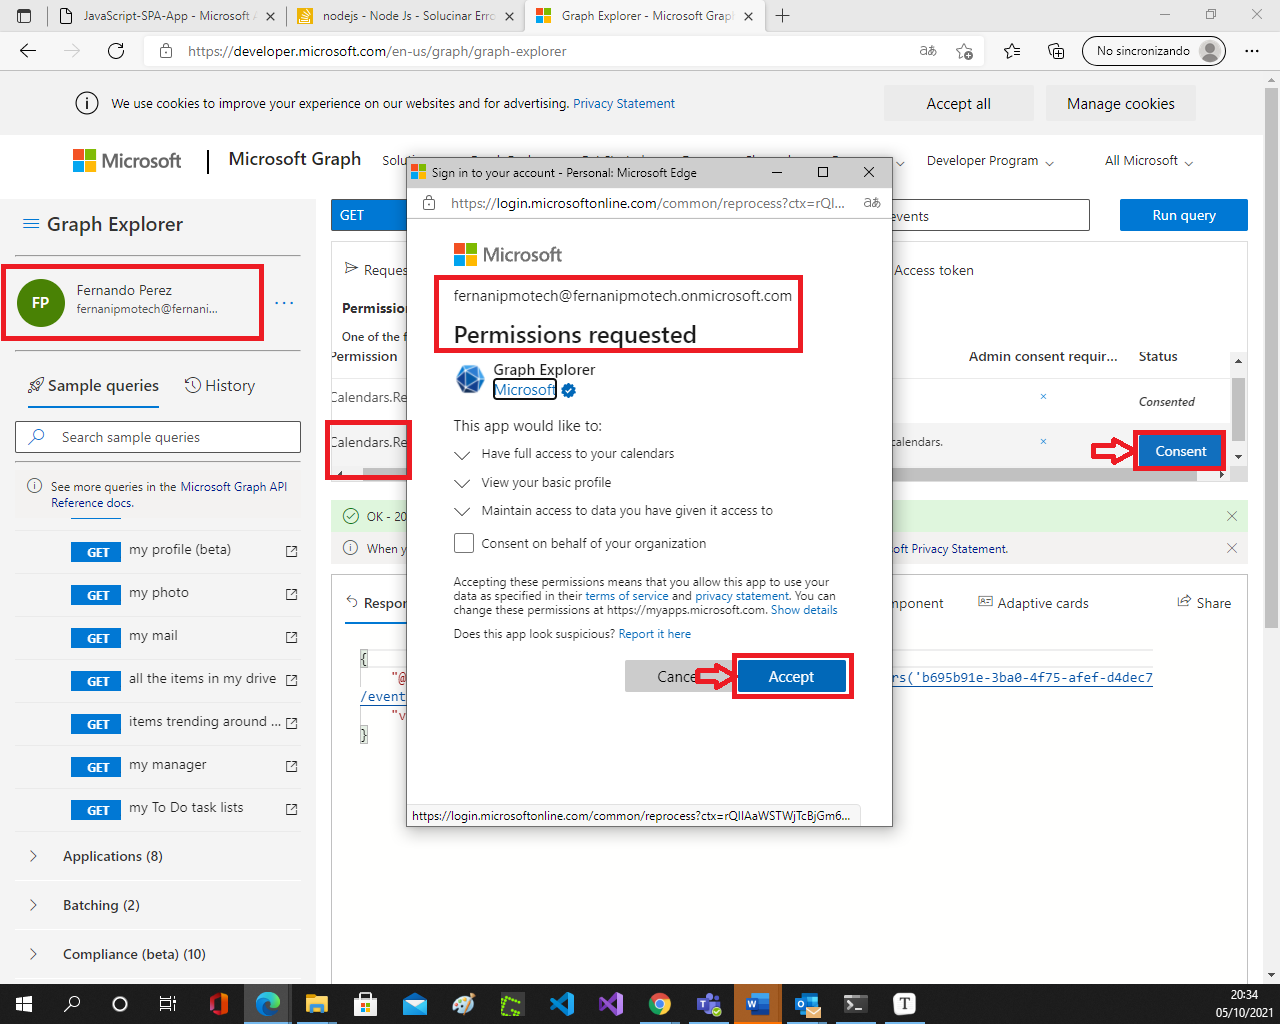 JavaScript-SPA-App - Microsoft A
nodejs - Node Js - Solucinar Erro
Graph Explorer - Microsoft Graph
https://developer.microsoft.com/en-us/graph/graph-explorer
aあ
No sincronizando
We use cookies to improve your experience on our websites and for advertising. Privacy Statement
Accept all
Manage cookies
Microsoft
Microsoft Graph
Developer Program
All Microsoft
Graph Explorer
FP
Fernando Perez
fernanipmotech@fernani...
Sample queries
History
Search sample queries
See more queries in the Microsoft Graph API
Reference docs.
GET my profile (beta)
GET my photo
GET my mail
GET all the items in my drive
GET items trending around ...
GET my manager
GET my To Do task lists
Applications (8)
Batching (2)
Compliance (beta) (10)
GET
events
Run query
Reque
Access token
Permission
One of the f
Permission
Admin consent requir...
Status
Calendars.Re
Consented
Calendars.Re
calendars.
Consent
OK - 20
When y
oft Privacy Statement.
Respon
mponent
Adaptive cards
Share
{
"@
rs('b695b91e-3ba0-4f75-afef-d4dec7
/event
"v
}
Sign in to your account - Personal: Microsoft Edge
https://login.microsoftonline.com/common/reprocess?ctx=rQI...
aあ
Microsoft
fernanipmotech@fernanipmotech.onmicrosoft.com
Permissions requested
Graph Explorer
Microsoft
This app would like to:
Have full access to your calendars
View your basic profile
Maintain access to data you have given it access to
Consent on behalf of your organization
Accepting these permissions means that you allow this app to use your
data as specified in their terms of service and privacy statement. You can
change these permissions at https://myapps.microsoft.com. Show details
Does this app look suspicious? Report it here
Cance
Accept
https://login.microsoftonline.com/common/reprocess?ctx=rQIIAaWSTWjTcBjGm6...
20:34
05/10/2021